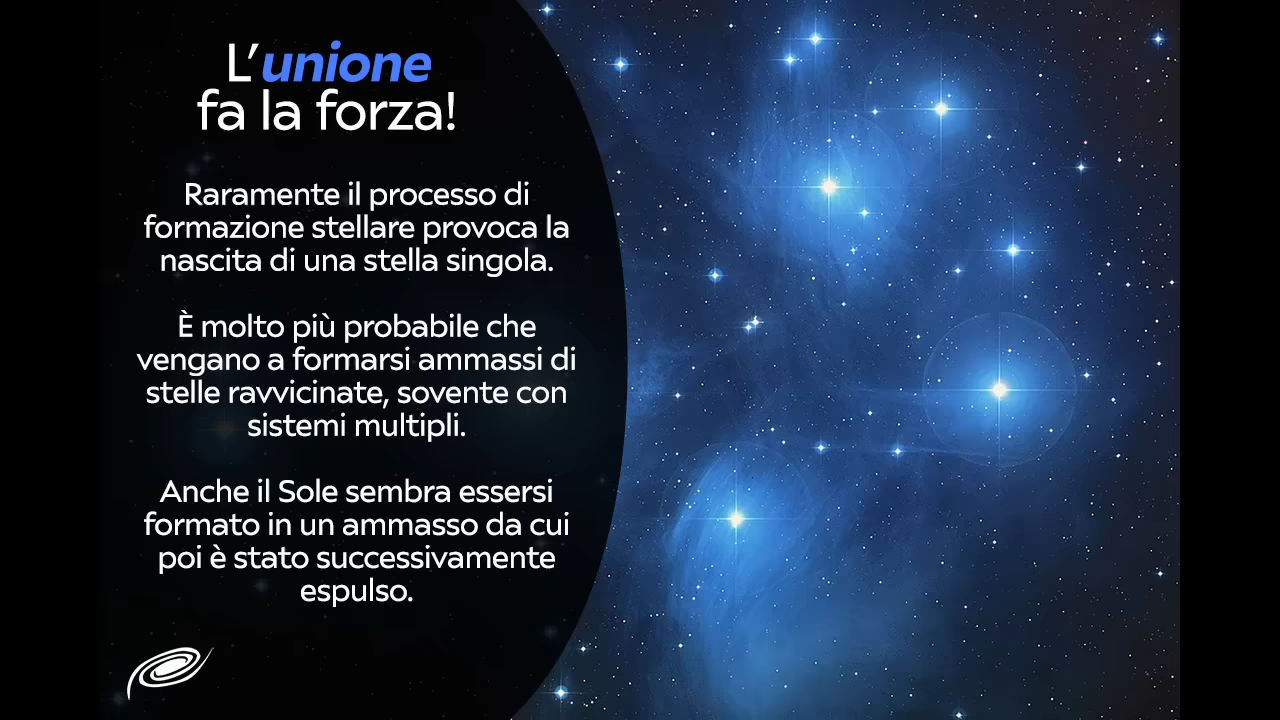 L'unione
fa la forza!
Raramente il processo di
formazione stellare provoca la
nascita di una stella singola.
È molto più probabile che
vengano a formarsi ammassi di
stelle ravvicinate, sovente con
sistemi multipli.
Anche il Sole sembra essersi
formato in un ammasso da cui
poi è stato successivamente
espulso.